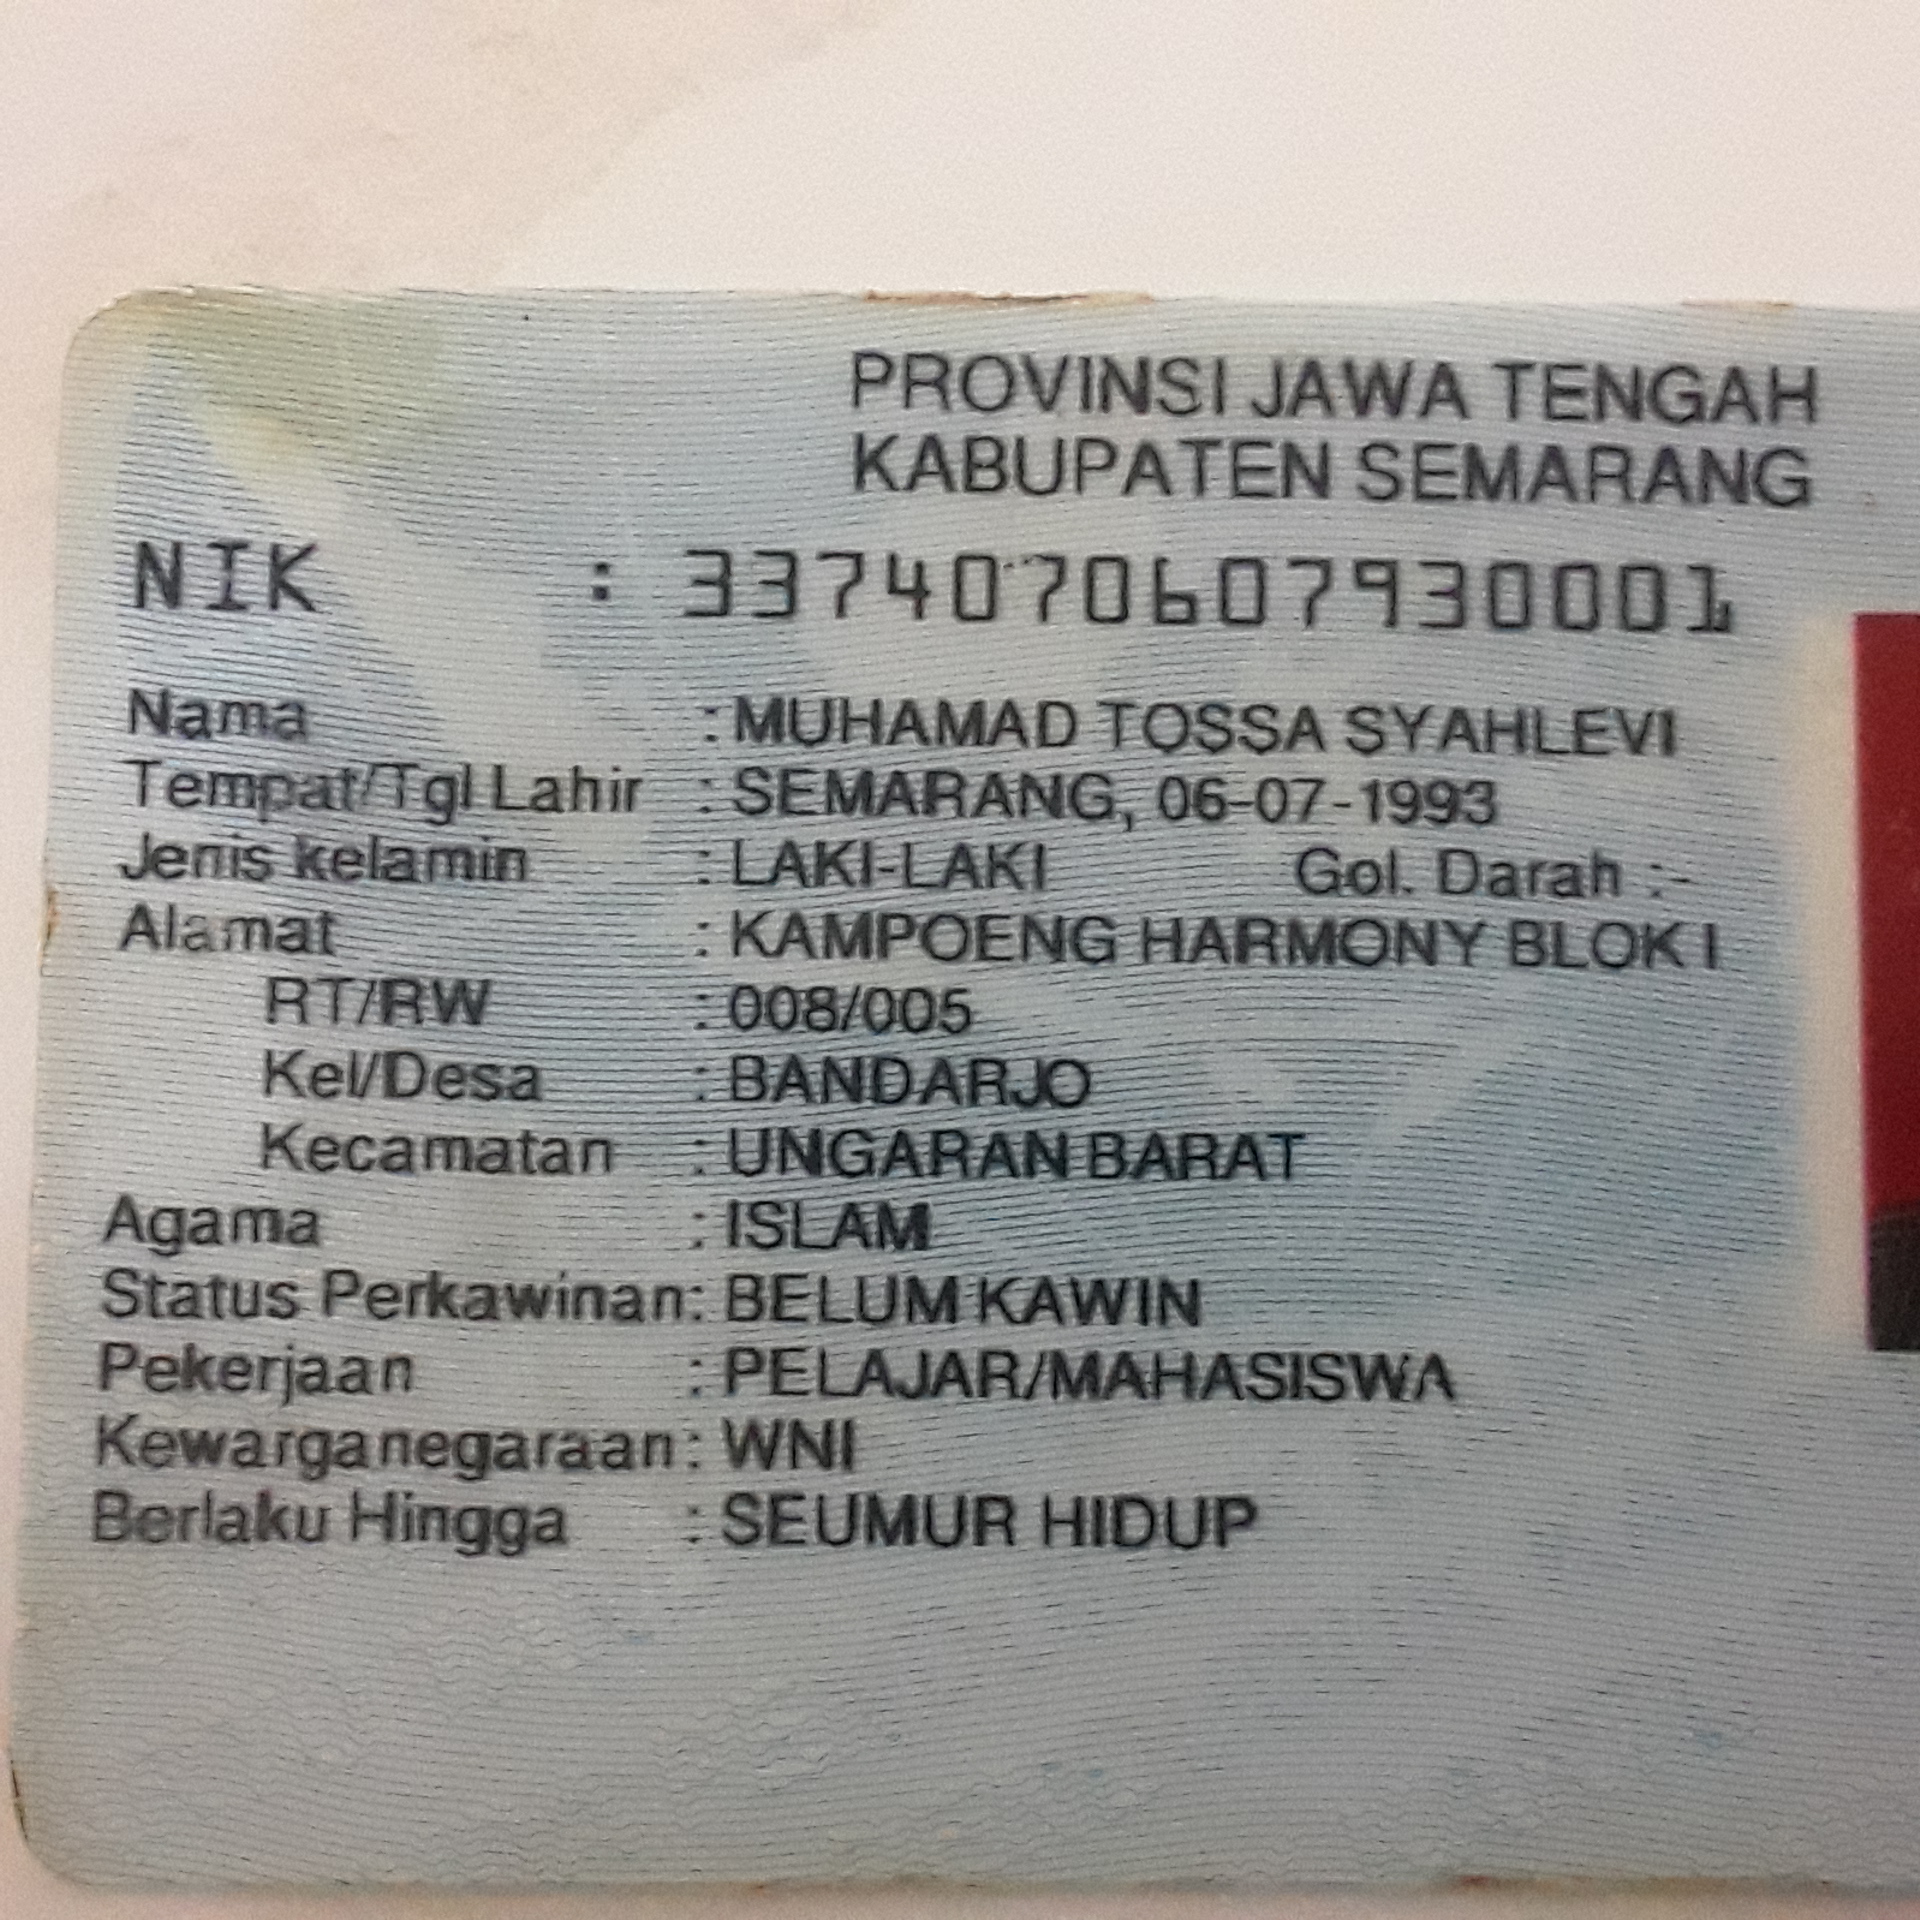 PROVINSI JAWA TENGAH
KABUPATEN SEMARANG
NIK : 3374070607930001
Nama : MUHAMAD TOSSA SYAHLEVI
Tempat/Tgl Lahir : SEMARANG, 06-07-1993
Jenis kelamin : LAKI-LAKI Gol. Darah :-
Alamat : KAMPOENG HARMONY BLOK I
RT/RW : 008/005
Kel/Desa : BANDARJO
Kecamatan : UNGARAN BARAT
Agama : ISLAM
Status Perkawinan: BELUM KAWIN
Pekerjaan : PELAJAR/MAHASISWA
Kewarganegaraan: WNI
Berlaku Hingga : SEUMUR HIDUP